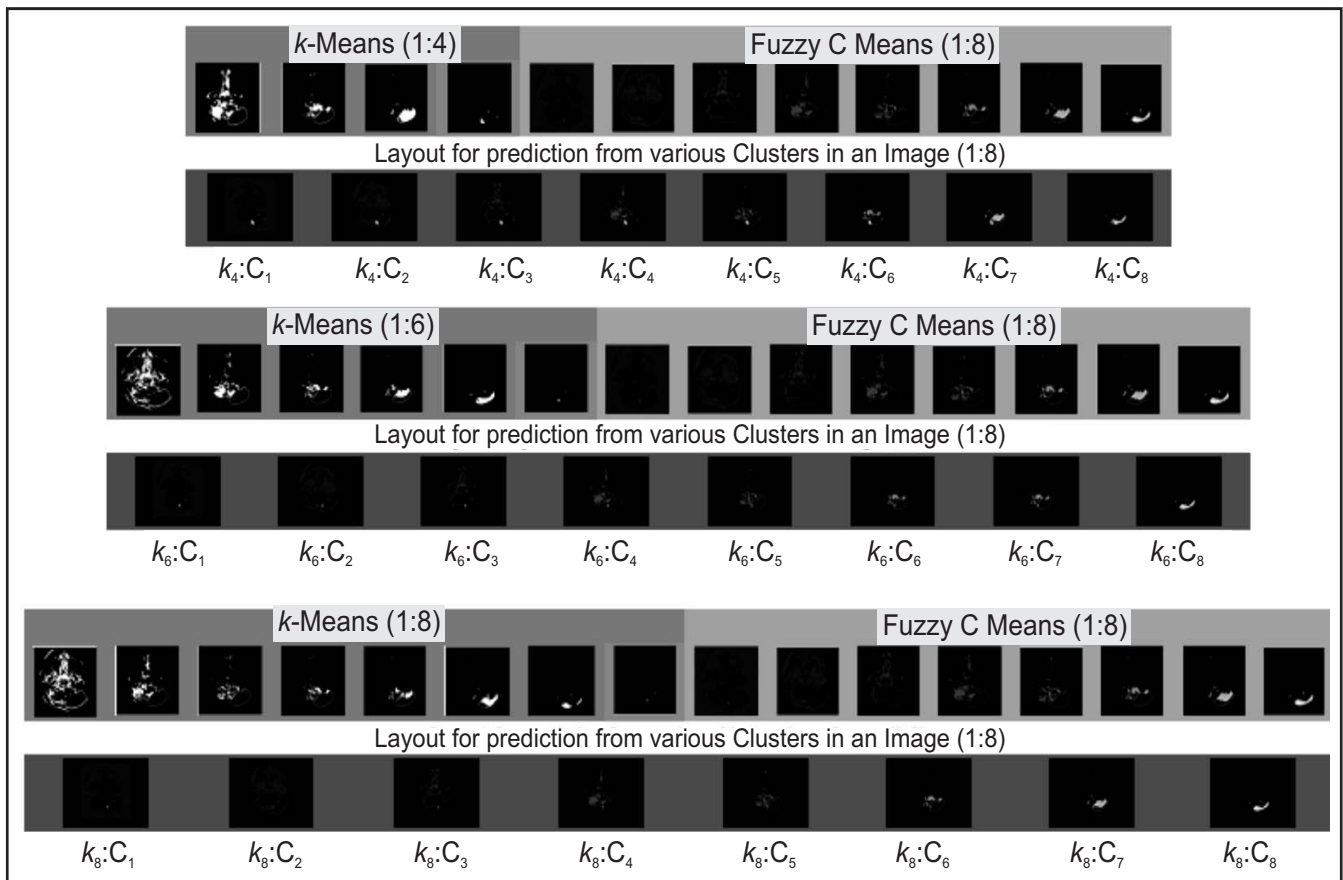 k-Means (1:4) Fuzzy C Means (1:8)
Layout for prediction from various Clusters in an Image (1:8)
k₄:C₁ k₄:C₂ k₄:C₃ k₄:C₄ k₄:C₅ k₄:C₆ k₄:C₇ k₄:C₈
k-Means (1:6) Fuzzy C Means (1:8)
Layout for prediction from various Clusters in an Image (1:8)
k₆:C₁ k₆:C₂ k₆:C₃ k₆:C₄ k₆:C₅ k₆:C₆ k₆:C₇ k₆:C₈
k-Means (1:8) Fuzzy C Means (1:8)
Layout for prediction from various Clusters in an Image (1:8)
k₈:C₁ k₈:C₂ k₈:C₃ k₈:C₄ k₈:C₅ k₈:C₆ k₈:C₇ k₈:C₈